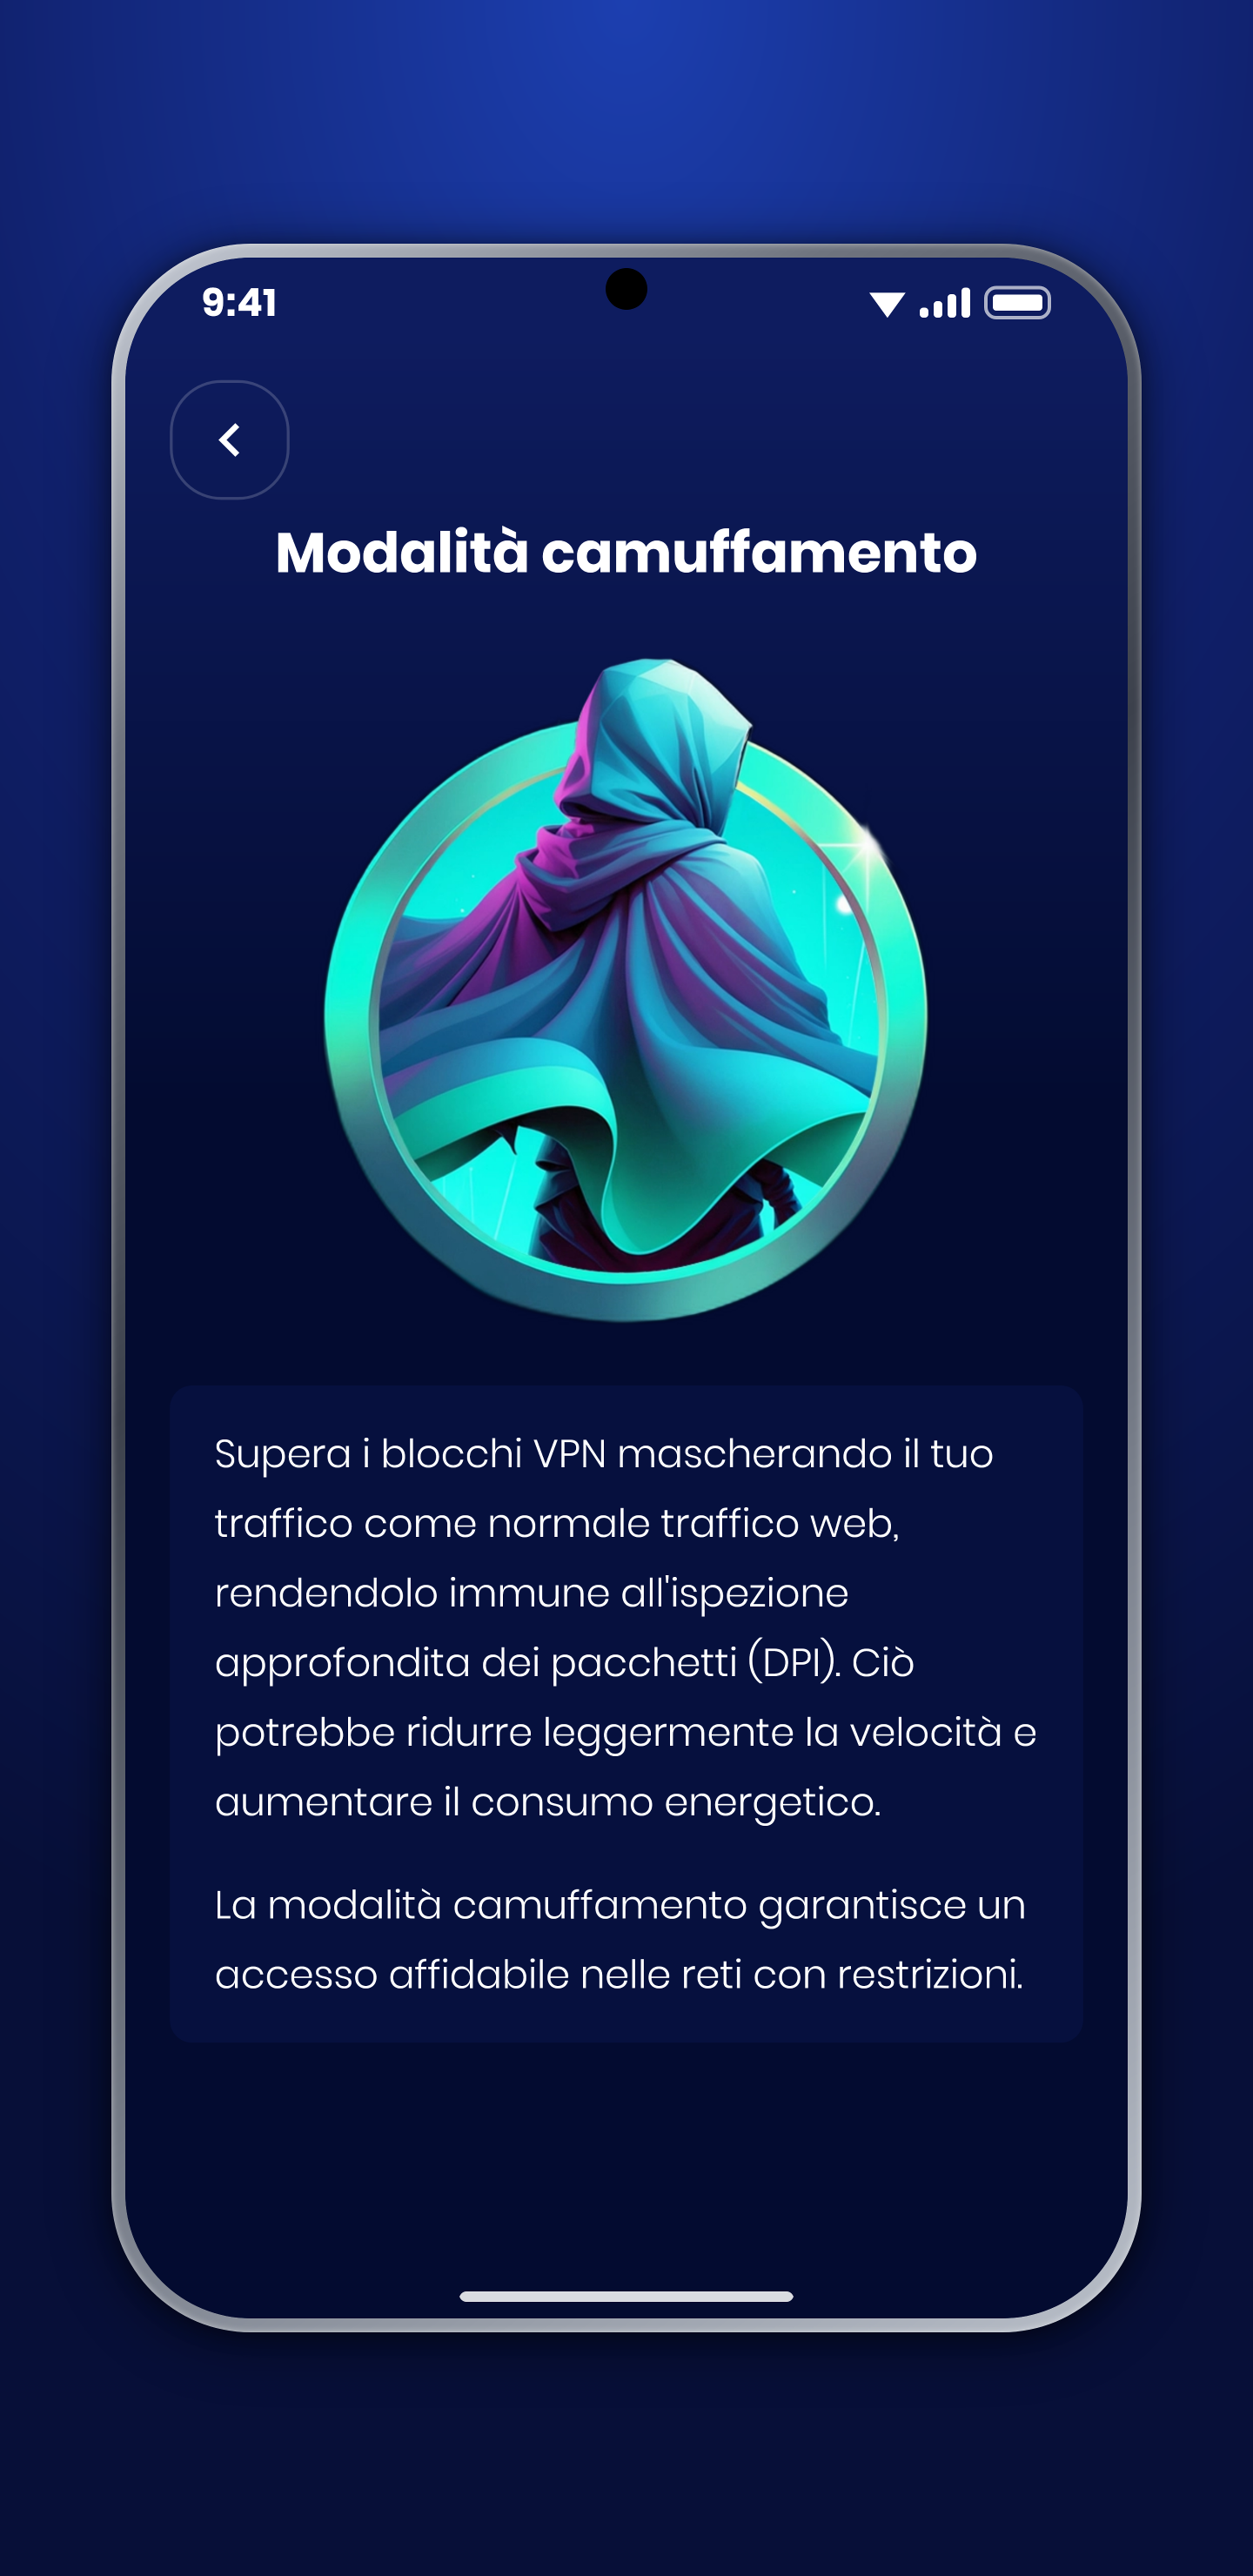 9:41
Modalità camuffamento
Supera i blocchi VPN mascherando il tuo
traffico come normale traffico web,
rendendolo immune all'ispezione
approfondita dei pacchetti (DPI). Ciò
potrebbe ridurre leggermente la velocità e
aumentare il consumo energetico.
La modalità camuffamento garantisce un
accesso affidabile nelle reti con restrizioni.